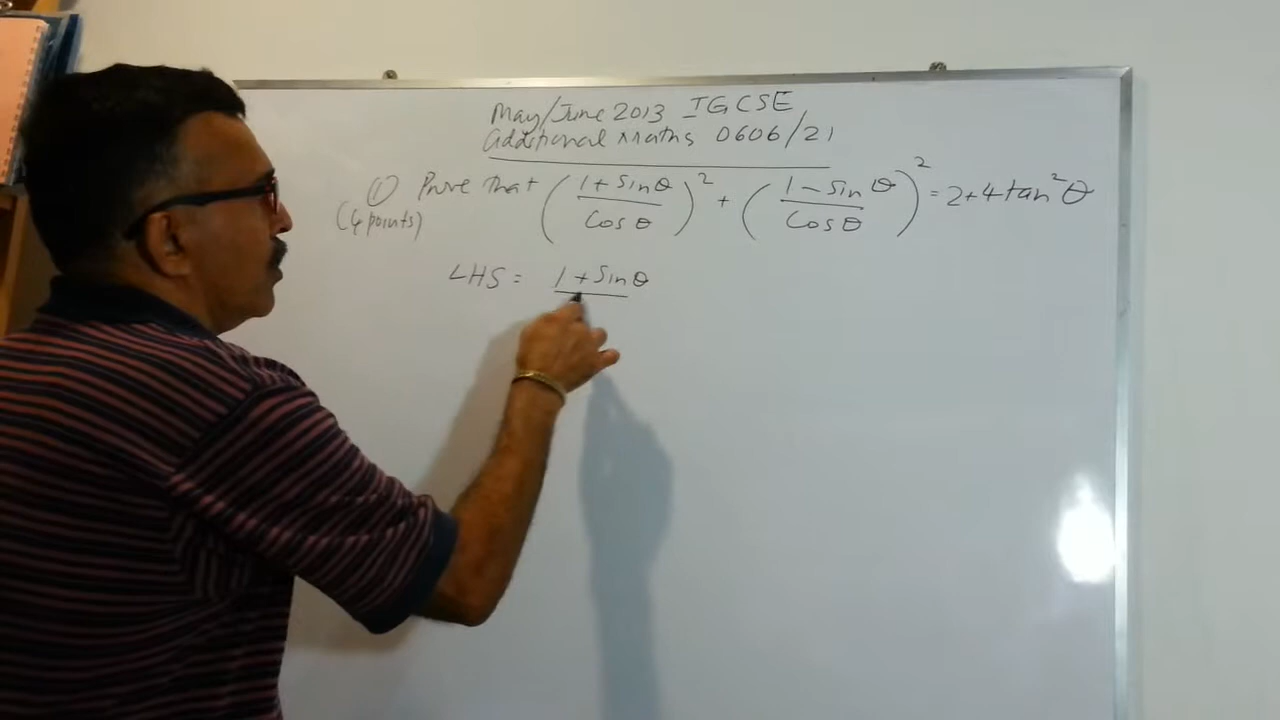 May/June 2013 IGCSE
Additional Maths 0606/21
① Prove that ((1 + sinθ)/(cosθ))² + ((1 - sinθ)/(cosθ))² = 2+4tan²θ
(4 points)
LHS = 1 + sinθ